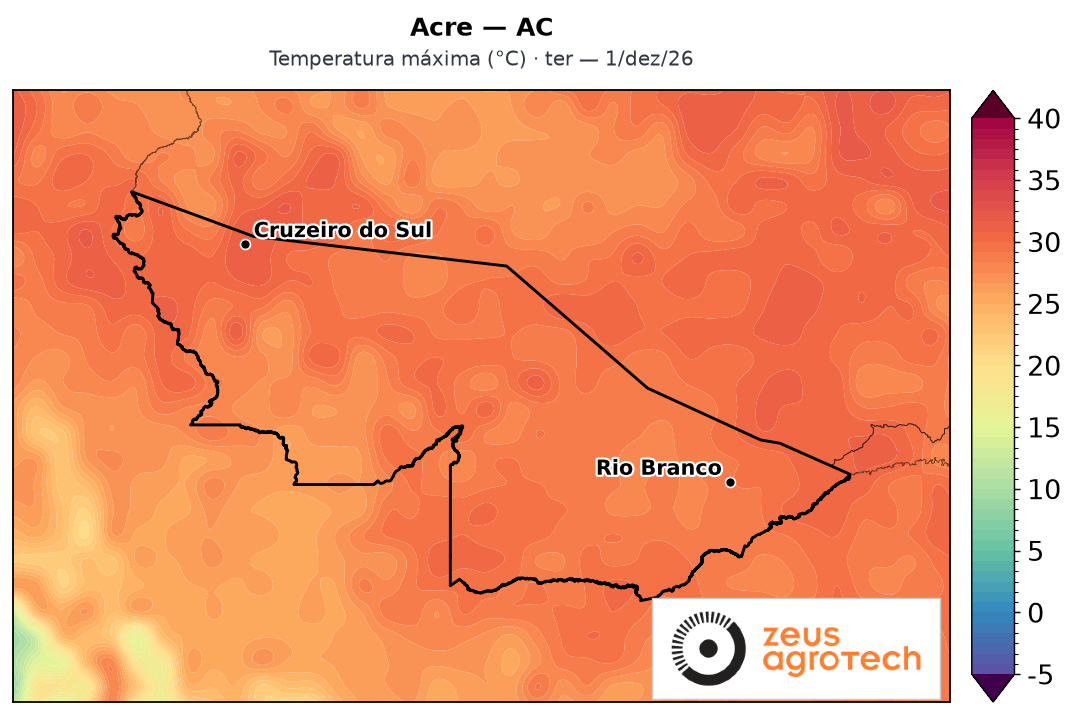 Acre — AC
Temperatura máxima (°C) · ter — 1/dez/26
40
35
30
25
20
15
10
5
0
-5
Cruzeiro do Sul
Rio Branco
zeus
agrotech